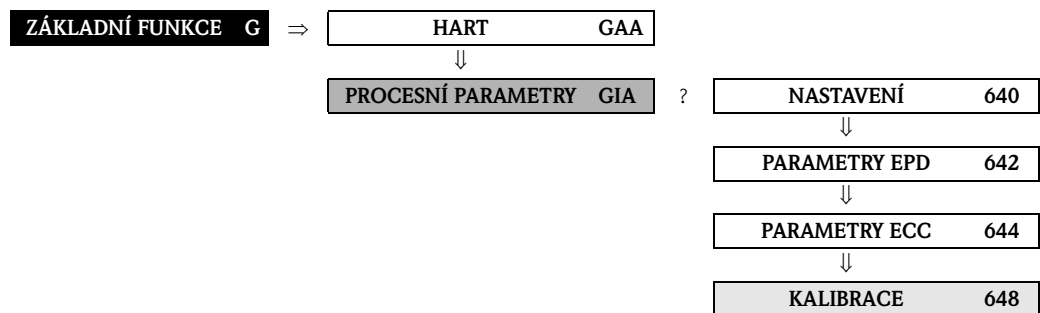 ZÁKLADNÍ FUNKCE G ⇒ HART GAA
⇓
PROCESNÍ PARAMETRY GIA ? NASTAVENÍ 640
⇓
PARAMETRY EPD 642
⇓
PARAMETRY ECC 644
⇓
KALIBRACE 648